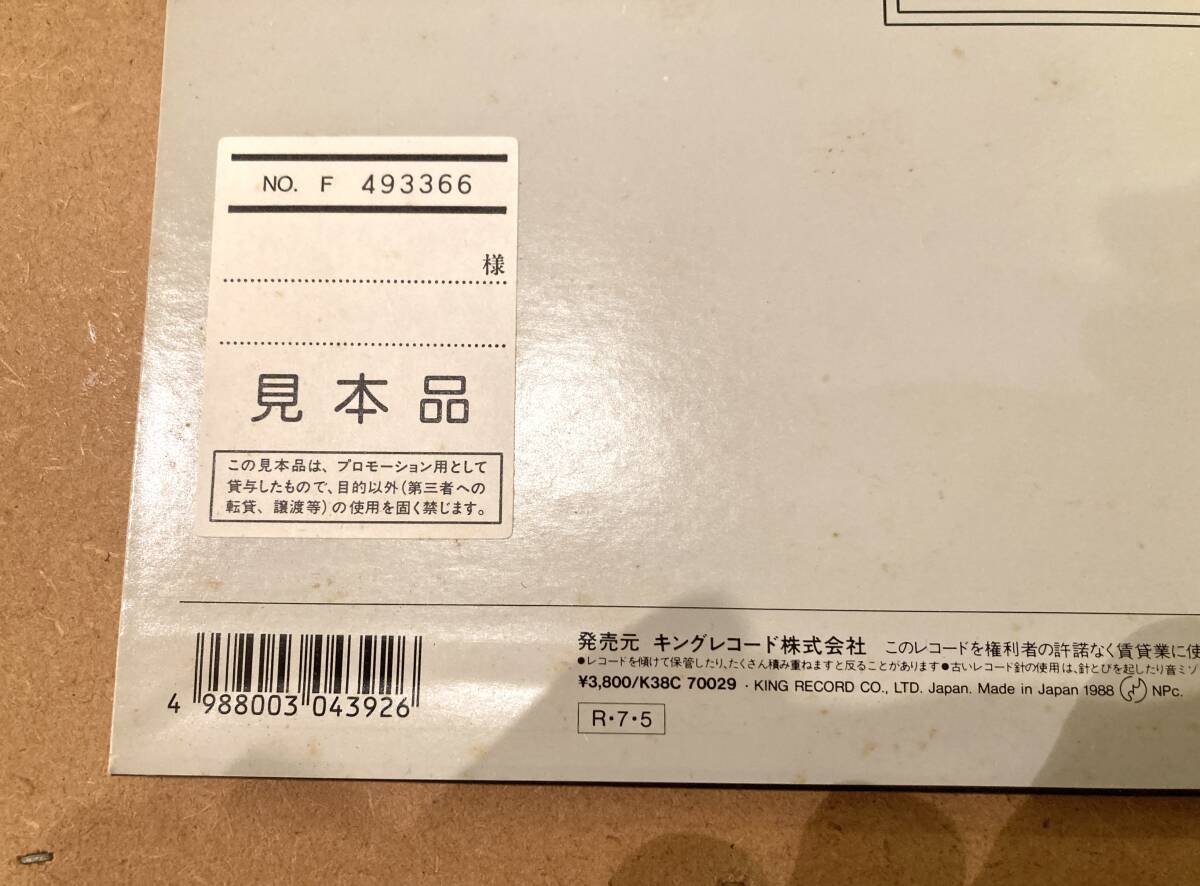 NO. F 493366
様
見本品
この見本品は、プロモーション用として
貸与したもので、目的以外(第三者への
転貸、譲渡等)の使用を固く禁じます。
4 988003 043926
発売元 キングレコード株式会社 このレコードを権利者の許諾なく賃貸業に使
●レコードを傾けて保管したり、たくさん積み重ねますと反ることがあります●古いレコード針の使用は、針とびを起したり音ミゾ
¥3,800/K38C 70029・KING RECORD CO., LTD. Japan. Made in Japan 1988 NPc.
R・7・5